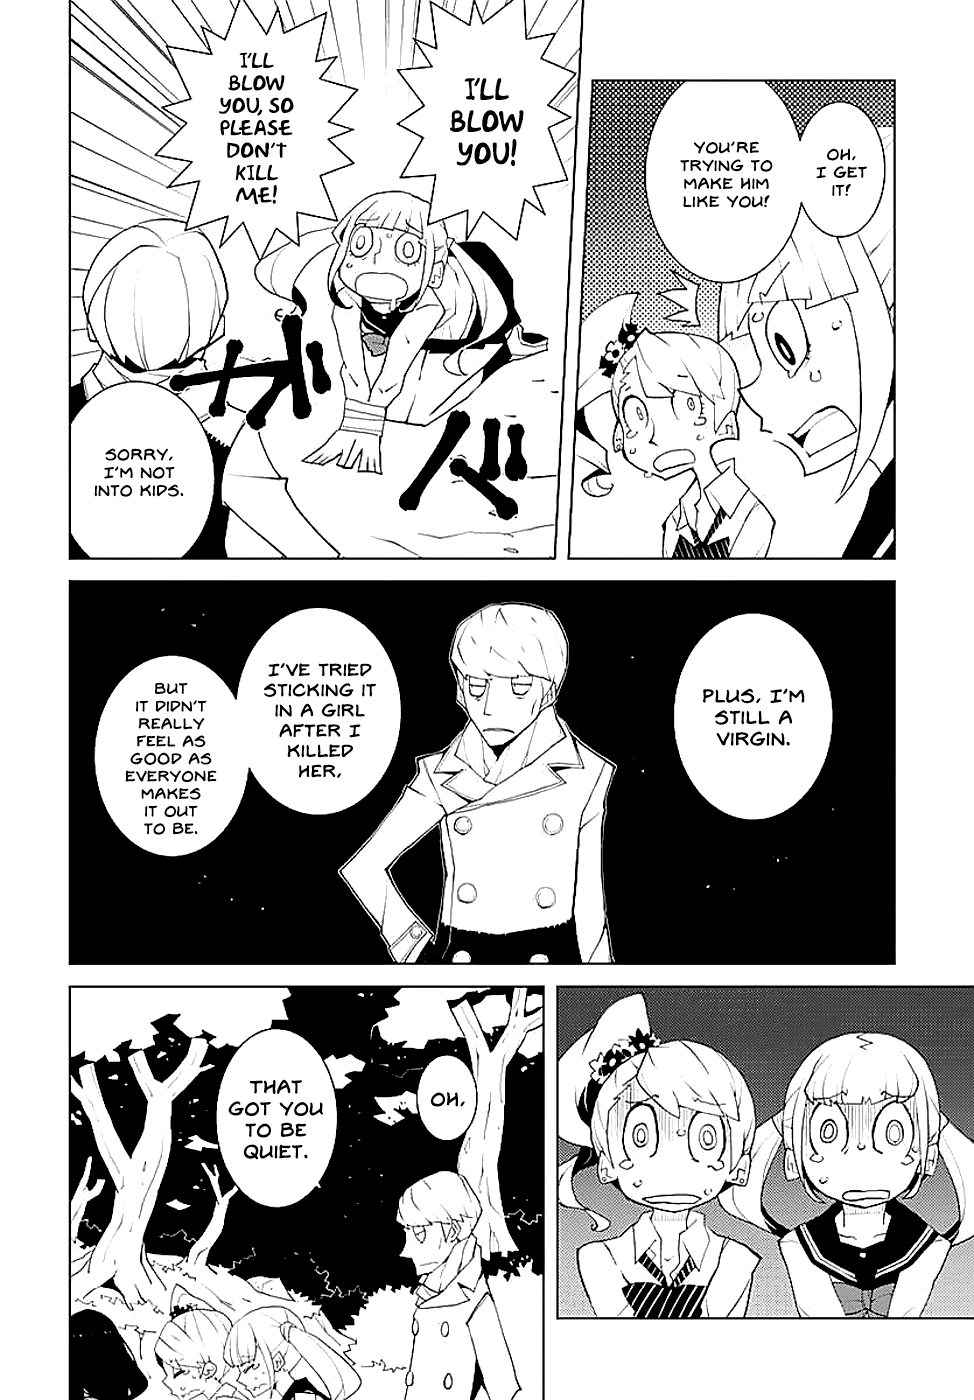 OH,
I GET
IT!
YOU'RE
TRYING TO
MAKE HIM
LIKE YOU!
I'LL
BLOW
YOU!
I'LL
BLOW
YOU, SO
PLEASE
DON'T
KILL
ME!
ガバ
SORRY,
I'M NOT
INTO KIDS.
PLUS, I'M
STILL A
VIRGIN.
I'VE TRIED
STICKING IT
IN A GIRL
AFTER I
KILLED
HER,
BUT
IT DIDN'T
REALLY
FEEL AS
GOOD AS
EVERYONE
MAKES
IT OUT
TO BE.
OH,
THAT
GOT YOU
TO BE
QUIET.